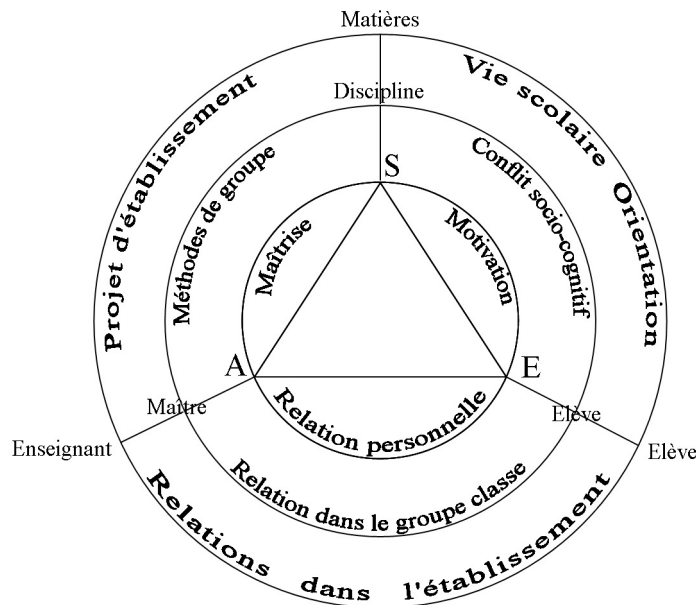 Matières
Vie scolaire Orientation
Projet d'établissement
Discipline
Conflit socio-cognitif
Méthodes de groupe
S
Maîtrise
Motivation
A
E
Relation personnelle
Maître
Elève
Enseignant
Elève
Relation dans le groupe classe
Relations dans l'établissement